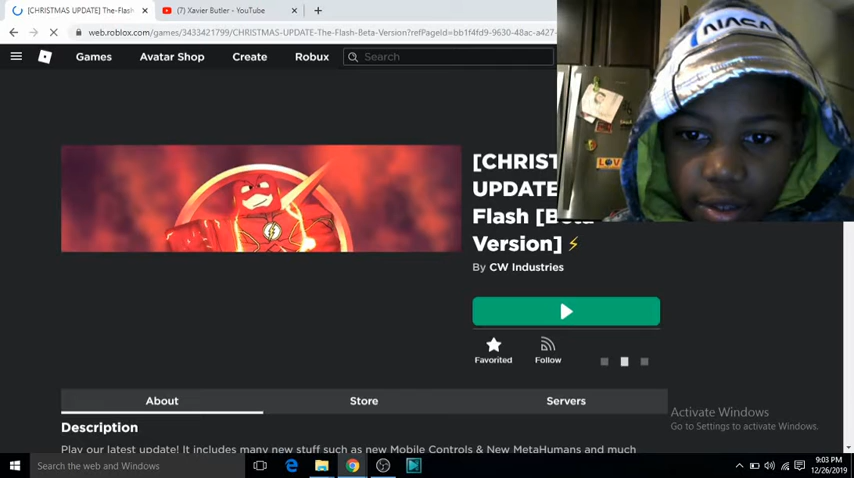 [CHRISTMAS UPDATE] The-Flash
(7) Xavier Butler - YouTube
web.roblox.com/games/3433421799/CHRISTMAS-UPDATE-The-Flash-Beta-Version?refPageId=bb1f4fd9-9630-48ac-a427-
NASA
Games
Avatar Shop
Create
Robux
Search
LOVE
[CHRIST
UPDATE
Flash [Beta
Version] ⚡
By CW Industries
Favorited
Follow
About
Store
Servers
Activate Windows
Go to Settings to activate Windows.
Description
Play our latest update! It includes many new stuff such as new Mobile Controls & New MetaHumans and much
Search the web and Windows
9:03 PM
12/26/2019